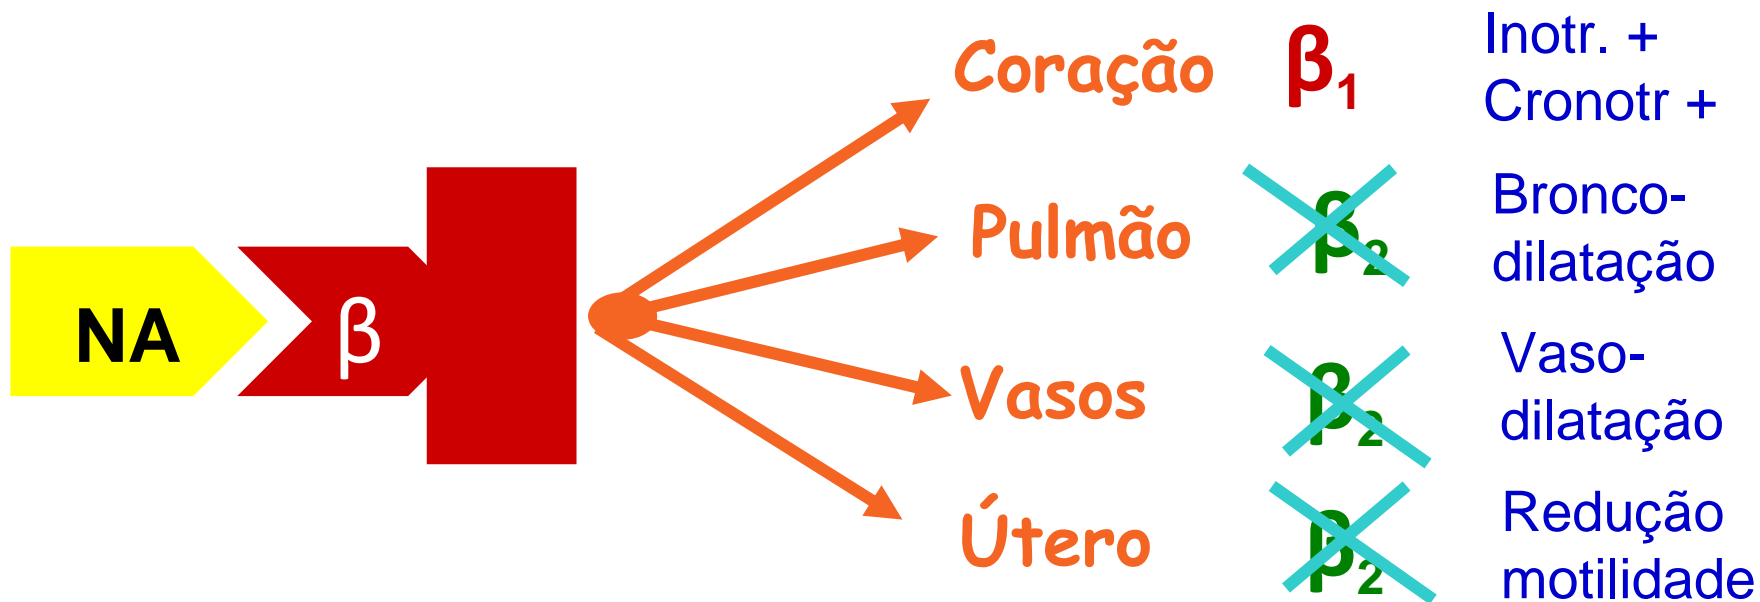 NA
β
Coração β1 Inotr. +
Cronotr +
Pulmão β2 Bronco-
dilatação
Vasos β2 Vaso-
dilatação
Útero β2 Redução
motilidade